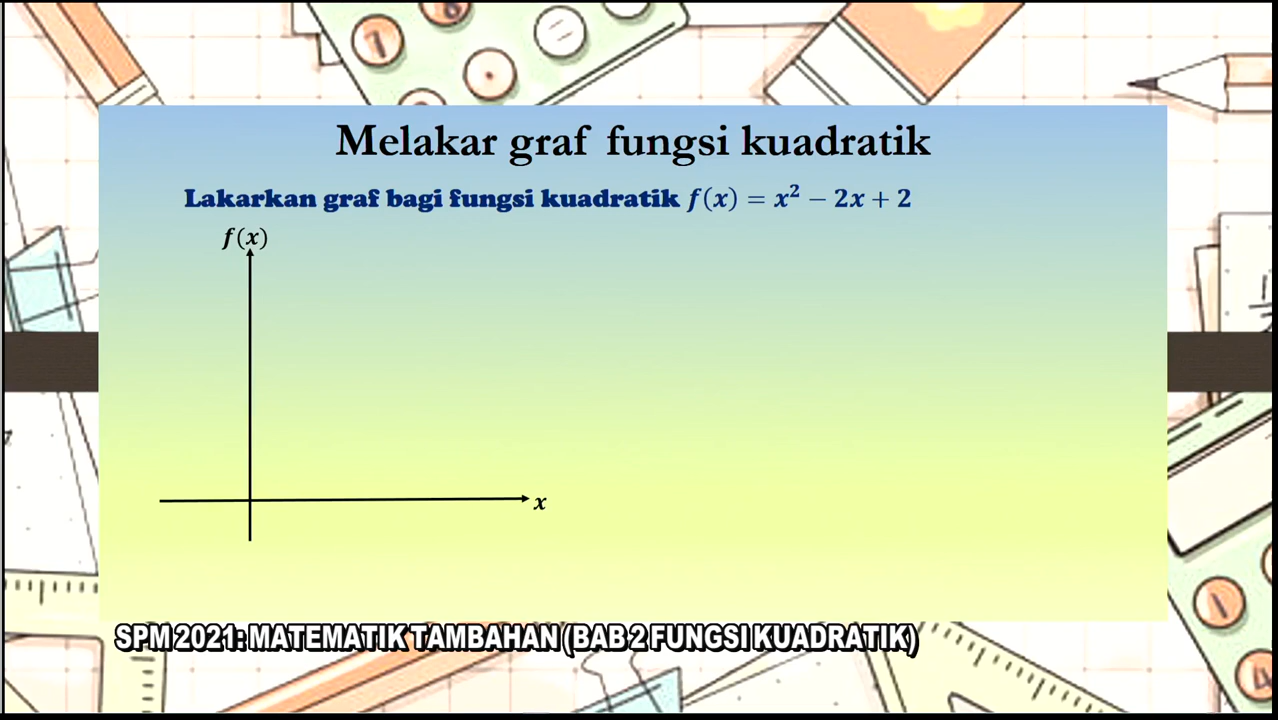 Melakar graf fungsi kuadratik
Lakarkan graf bagi fungsi kuadratik f(x) = x² − 2x + 2
f(x)
x
SPM 2021: MATEMATIK TAMBAHAN (BAB 2 FUNGSI KUADRATIK)